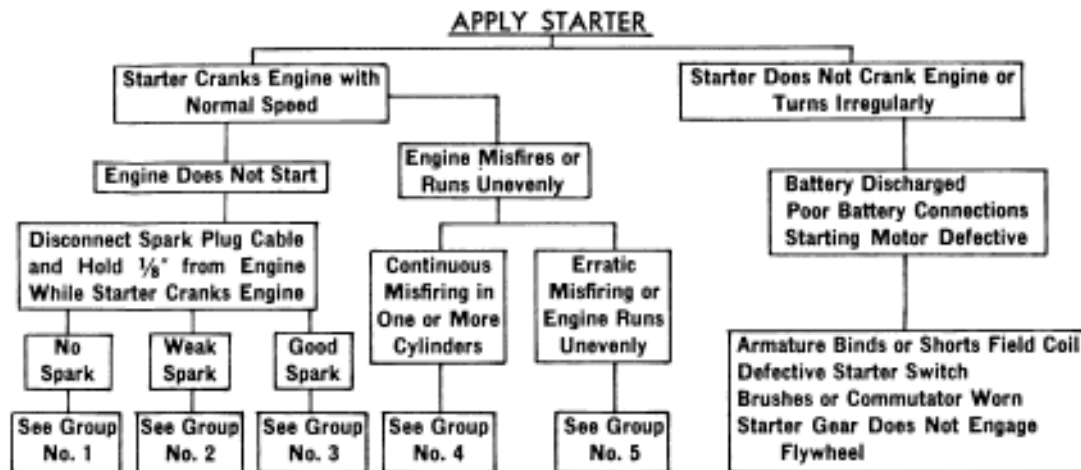 APPLY STARTER
Starter Cranks Engine with
Normal Speed
Starter Does Not Crank Engine or
Turns Irregularly
Engine Does Not Start
Engine Misfires or
Runs Unevenly
Battery Discharged
Poor Battery Connections
Starting Motor Defective
Disconnect Spark Plug Cable
and Hold 1/8" from Engine
While Starter Cranks Engine
Continuous
Misfiring in
One or More
Cylinders
Erratic
Misfiring or
Engine Runs
Unevenly
No
Spark
Weak
Spark
Good
Spark
Armature Binds or Shorts Field Coil
Defective Starter Switch
Brushes or Commutator Worn
Starter Gear Does Not Engage
Flywheel
See Group
No. 1
See Group
No. 2
See Group
No. 3
See Group
No. 4
See Group
No. 5